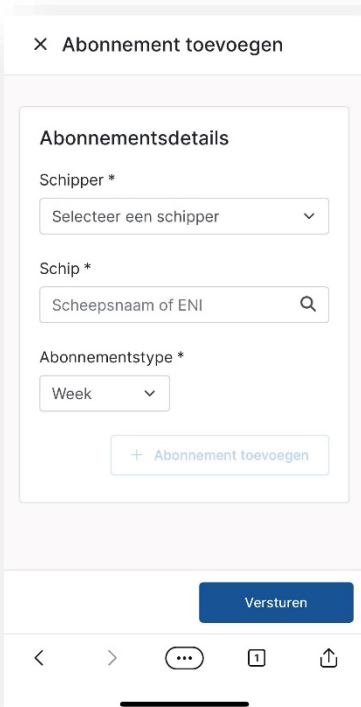 Abonnement toevoegen
Abonnementsdetails
Schipper *
Selecteer een schipper
Schip *
Scheepsnaam of ENI
Abonnementstype *
Week
+ Abonnement toevoegen
Versturen
1